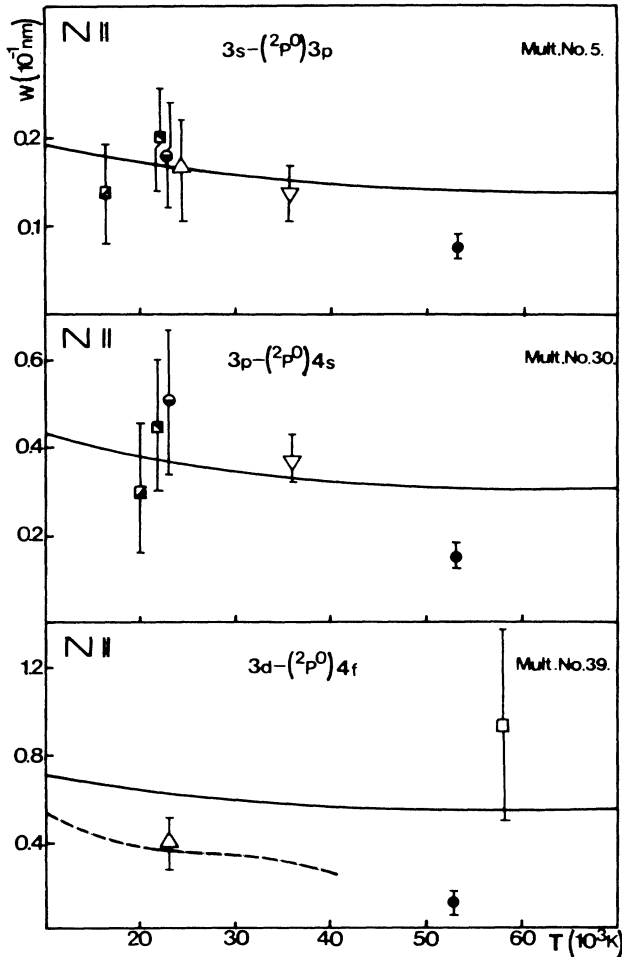 N II
3s-(²P⁰)3p
Mult.No.5.
W (10⁻¹nm)
0.2
0.1
N II
3p-(²P⁰)4s
Mult.No.30.
0.6
0.4
0.2
N II
3d-(²P⁰)4f
Mult.No.39.
1.2
0.8
0.4
20 30 40 60 T (10³K)